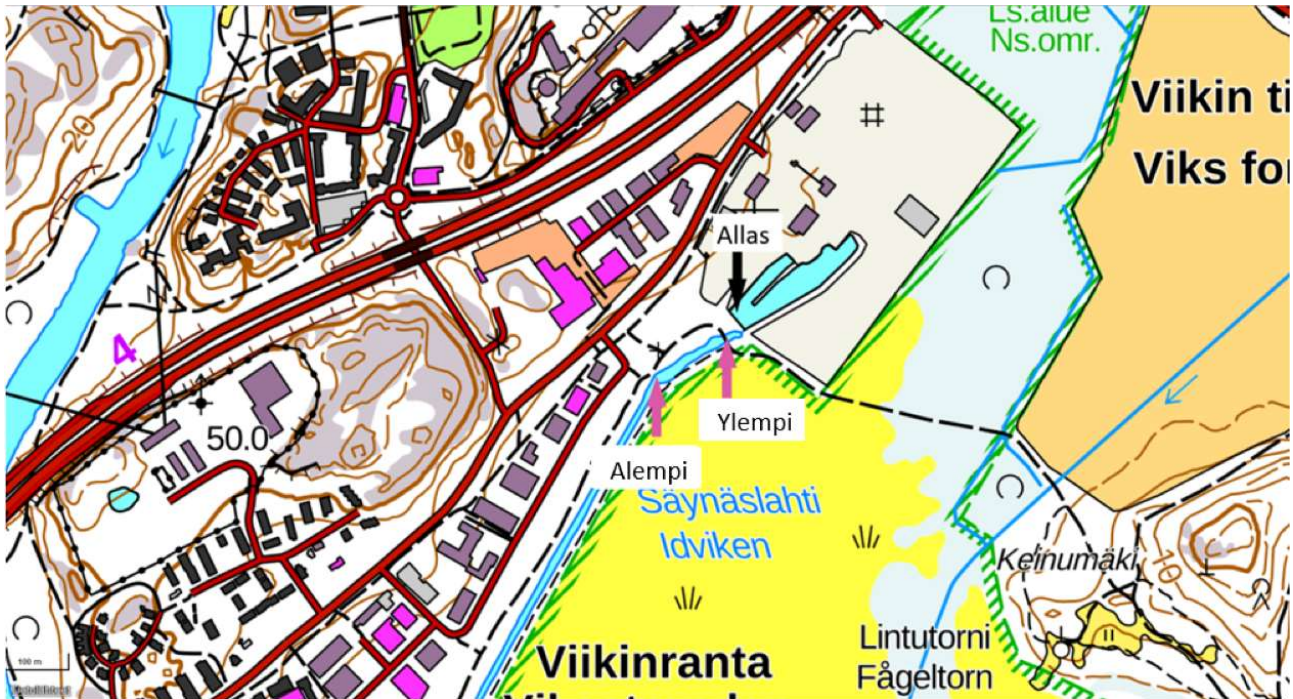 Ls.alue
Ns.omr.
Viikin ti
Viks for
20
Allas
4
50.0
Ylempi
Alempi
Säynäslahti
Idviken
Keinumäki
10
Lintutorni
Fågeltorn
Viikinranta
100 m